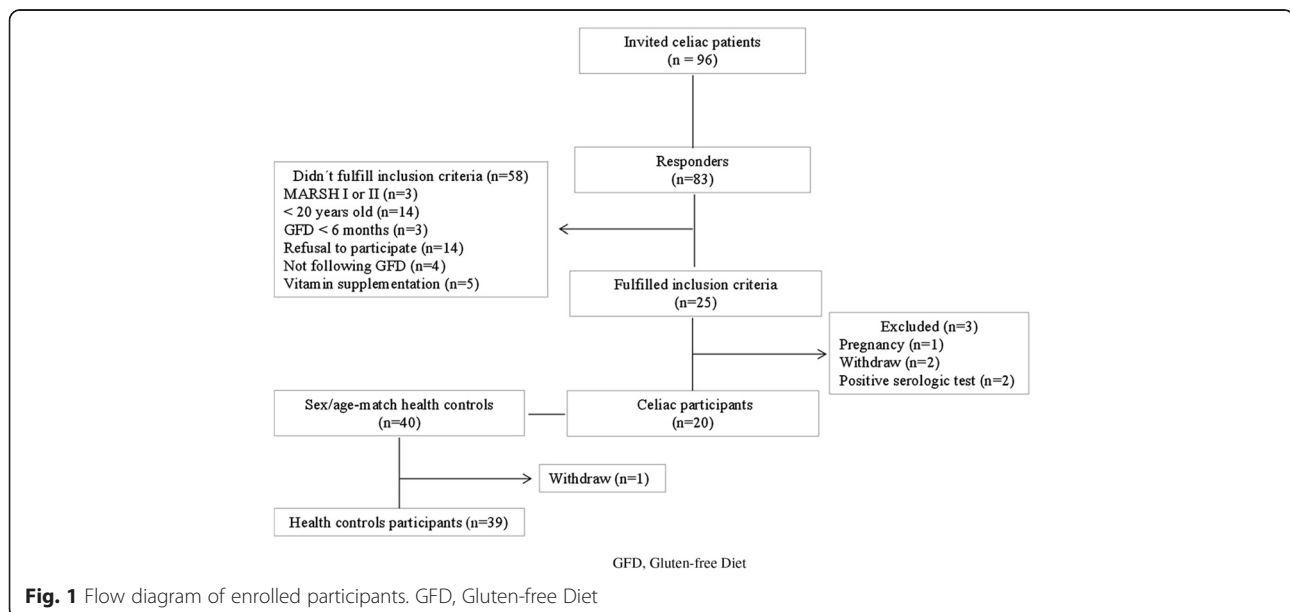 Invited celiac patients
(n = 96)
Responders
(n=83)
Didn´t fulfill inclusion criteria (n=58)
MARSH I or II (n=3)
< 20 years old (n=14)
GFD < 6 months (n=3)
Refusal to participate (n=14)
Not following GFD (n=4)
Vitamin supplementation (n=5)
Fulfilled inclusion criteria
(n=25)
Excluded (n=3)
Pregnancy (n=1)
Withdraw (n=2)
Positive serologic test (n=2)
Sex/age-match health controls
(n=40)
Celiac participants
(n=20)
Withdraw (n=1)
Health controls participants (n=39)
GFD, Gluten-free Diet
Fig. 1 Flow diagram of enrolled participants. GFD, Gluten-free Diet